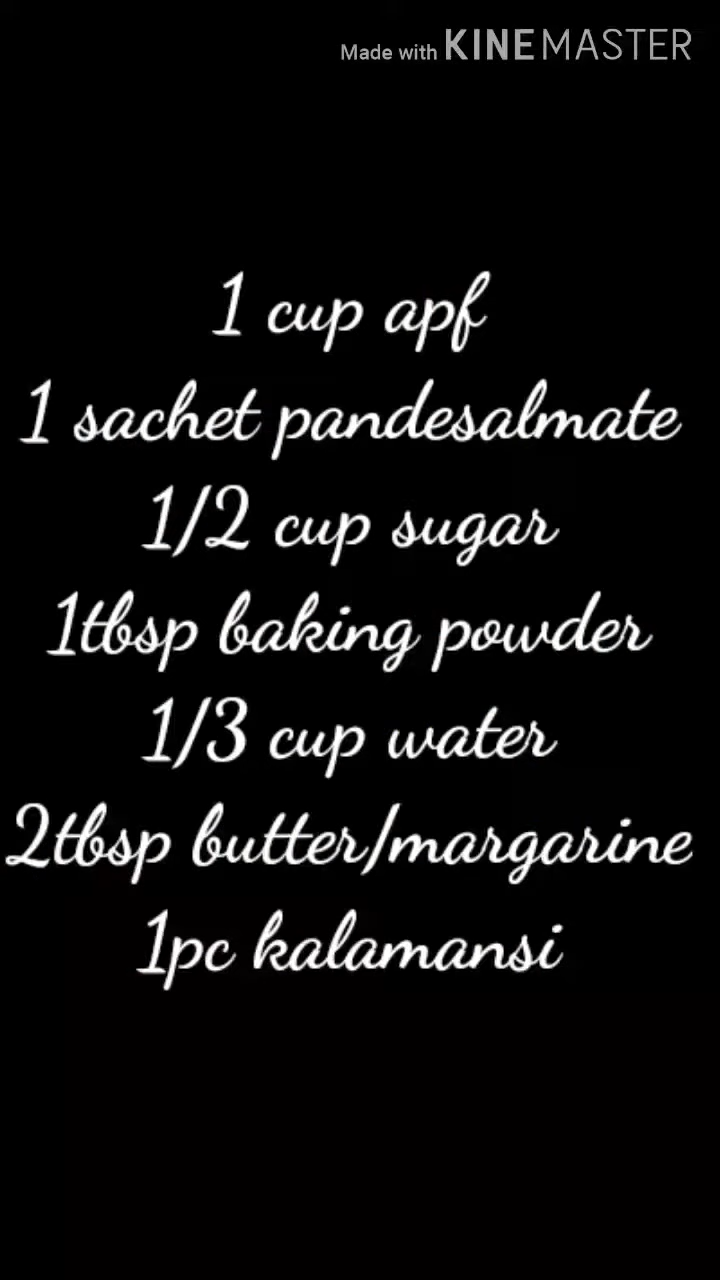 Made with KINEMASTER
1 cup apf
1 sachet pandesalmate
1/2 cup sugar
1tbsp baking powder
1/3 cup water
2tbsp butter/margarine
1pc kalamansi